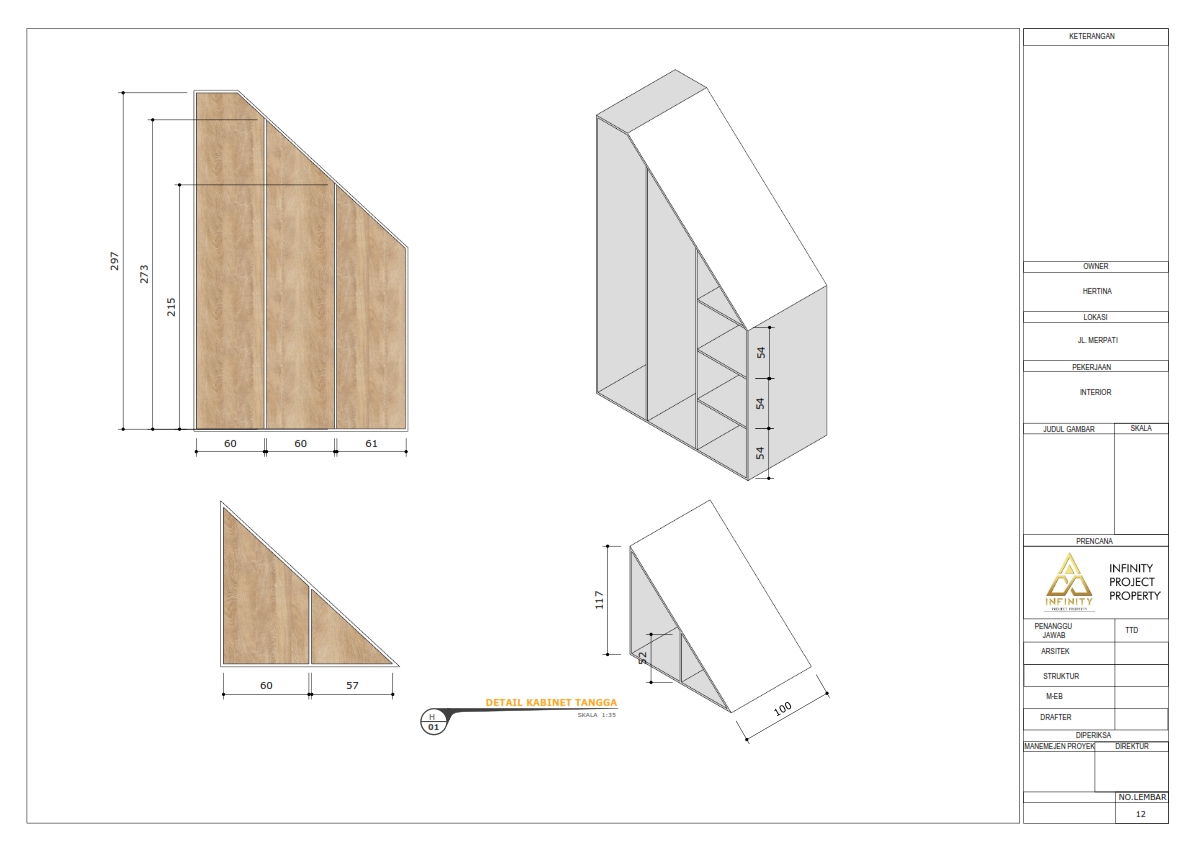 297
273
215
60
60
61
54
54
54
60
57
117
52
100
DETAIL KABINET TANGGA
SKALA 1:35
H
01
KETERANGAN
OWNER
HERTINA
LOKASI
JL. MERPATI
PEKERJAAN
INTERIOR
JUDUL GAMBAR
SKALA
PRENCANA
INFINITY
PROJECT PROPERTY
INFINITY
PROJECT
PROPERTY
PENANGGU
JAWAB
TTD
ARSITEK
STRUKTUR
M-EB
DRAFTER
DIPERIKSA
MANEMEJEN PROYEK
DIREKTUR
NO.LEMBAR
12